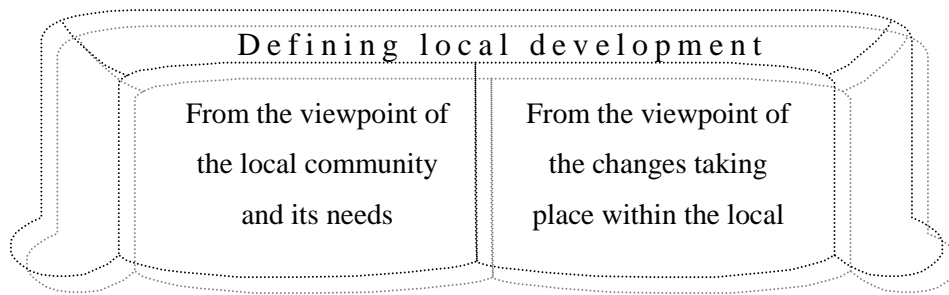 Defining local development
From the viewpoint of
the local community
and its needs
From the viewpoint of
the changes taking
place within the local